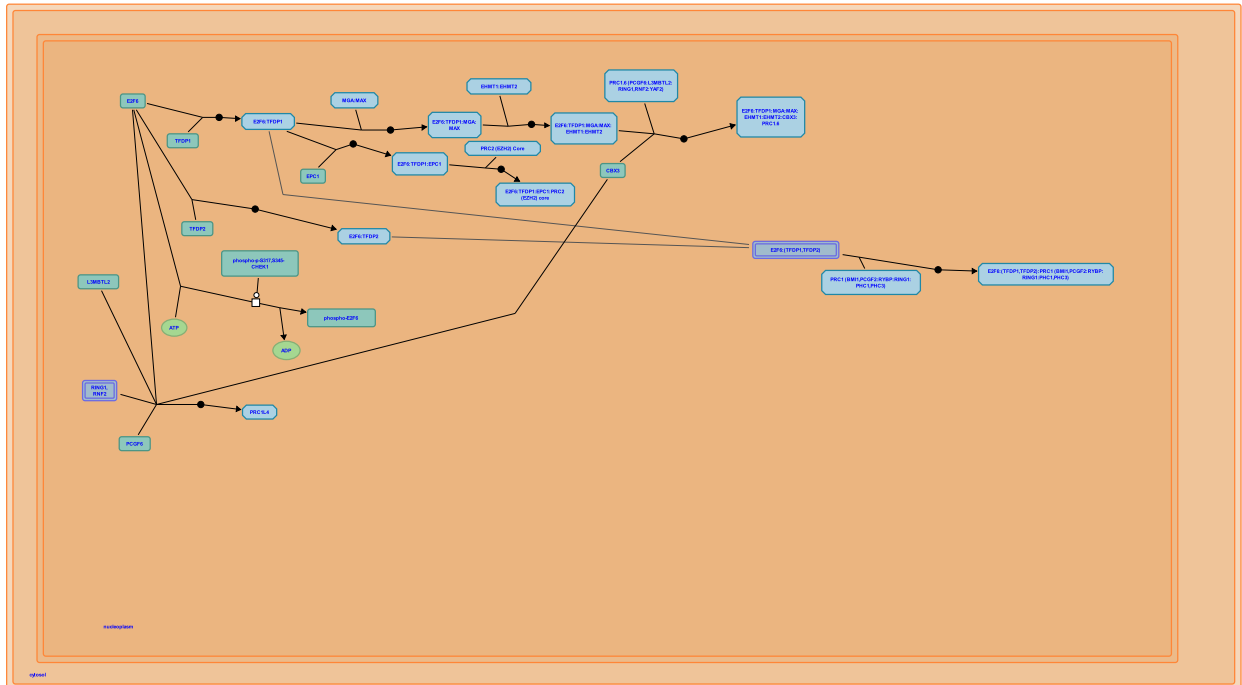 PRC1.6 (PCGF6:L3MBTL2:
RING1,RNF2:YAF2)
EHMT1:EHMT2
E2F6
MGA:MAX
E2F6:TFDP1:MGA:MAX:
EHMT1:EHMT2:CBX3:
PRC1.6
E2F6:TFDP1
E2F6:TFDP1:MGA:
MAX
E2F6:TFDP1:MGA:MAX:
EHMT1:EHMT2
TFDP1
PRC2 (EZH2) Core
E2F6:TFDP1:EPC1
EPC1
CBX3
E2F6:TFDP1:EPC1:PRC2
(EZH2) core
TFDP2
E2F6:TFDP2
E2F6:(TFDP1,TFDP2)
phospho-p-S317,S345-
CHEK1
E2F6:(TFDP1,TFDP2):PRC1 (BMI1,PCGF2:RYBP:
RING1:PHC1,PHC3)
L3MBTL2
PRC1 (BMI1,PCGF2:RYBP:RING1:
PHC1,PHC3)
phospho-E2F6
ATP
ADP
RING1,
RNF2
PRC1L4
PCGF6
nucleoplasm
cytosol